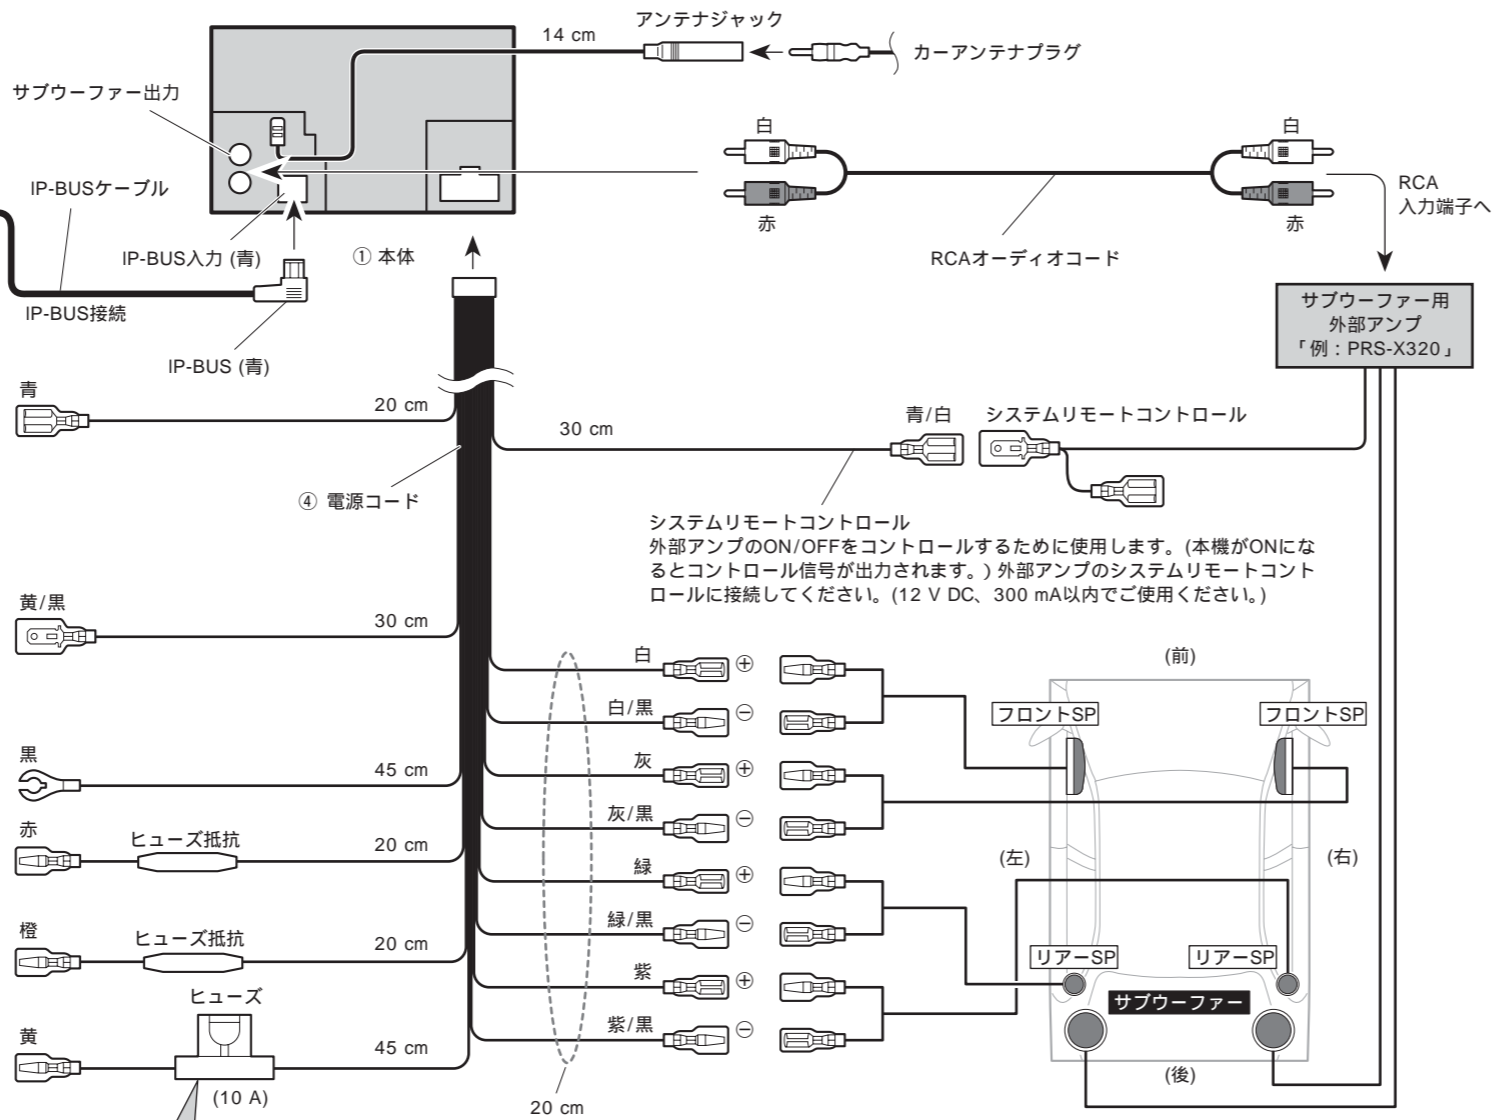 アンテナジャック
14 cm
カーアンテナプラグ
サブウーファー出力
白
白
IP-BUSケーブル
RCA
入力端子へ
赤
赤
IP-BUS入力 (青)
① 本体
RCAオーディオコード
IP-BUS接続
サブウーファー用
外部アンプ
「例：PRS-X320」
IP-BUS (青)
青
20 cm
30 cm
青/白
システムリモートコントロール
④ 電源コード
システムリモートコントロール
外部アンプのON/OFFをコントロールするために使用します。(本機がONにな
るとコントロール信号が出力されます。) 外部アンプのシステムリモートコント
ロールに接続してください。(12 V DC、300 mA以内でご使用ください。)
黄/黒
30 cm
白
⊕
(前)
白/黒
⊖
フロントSP
フロントSP
黒
45 cm
灰
⊕
赤
ヒューズ抵抗
20 cm
灰/黒
⊖
(左)
(右)
緑
⊕
橙
ヒューズ抵抗
20 cm
緑/黒
⊖
リアーSP
リアーSP
紫
⊕
ヒューズ
サブウーファー
黄
45 cm
紫/黒
⊖
(10 A)
(後)
20 cm